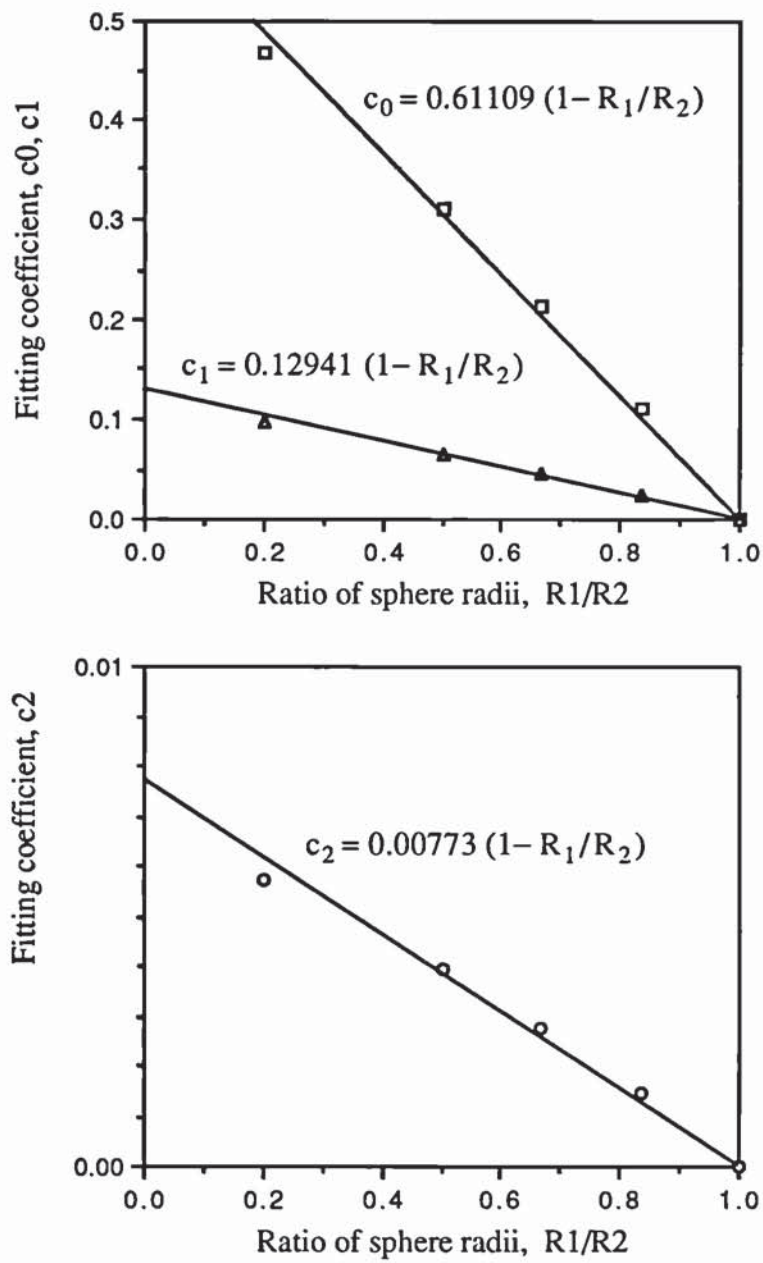 0.5
c₀ = 0.61109 (1– R₁/R₂)
0.4
Fitting coefficient, c0, c1
0.3
0.2
c₁ = 0.12941 (1– R₁/R₂)
0.1
0.0
0.0 0.2 0.4 0.6 0.8 1.0
Ratio of sphere radii, R1/R2
0.01
Fitting coefficient, c2
c₂ = 0.00773 (1– R₁/R₂)
0.00
0.0 0.2 0.4 0.6 0.8 1.0
Ratio of sphere radii, R1/R2